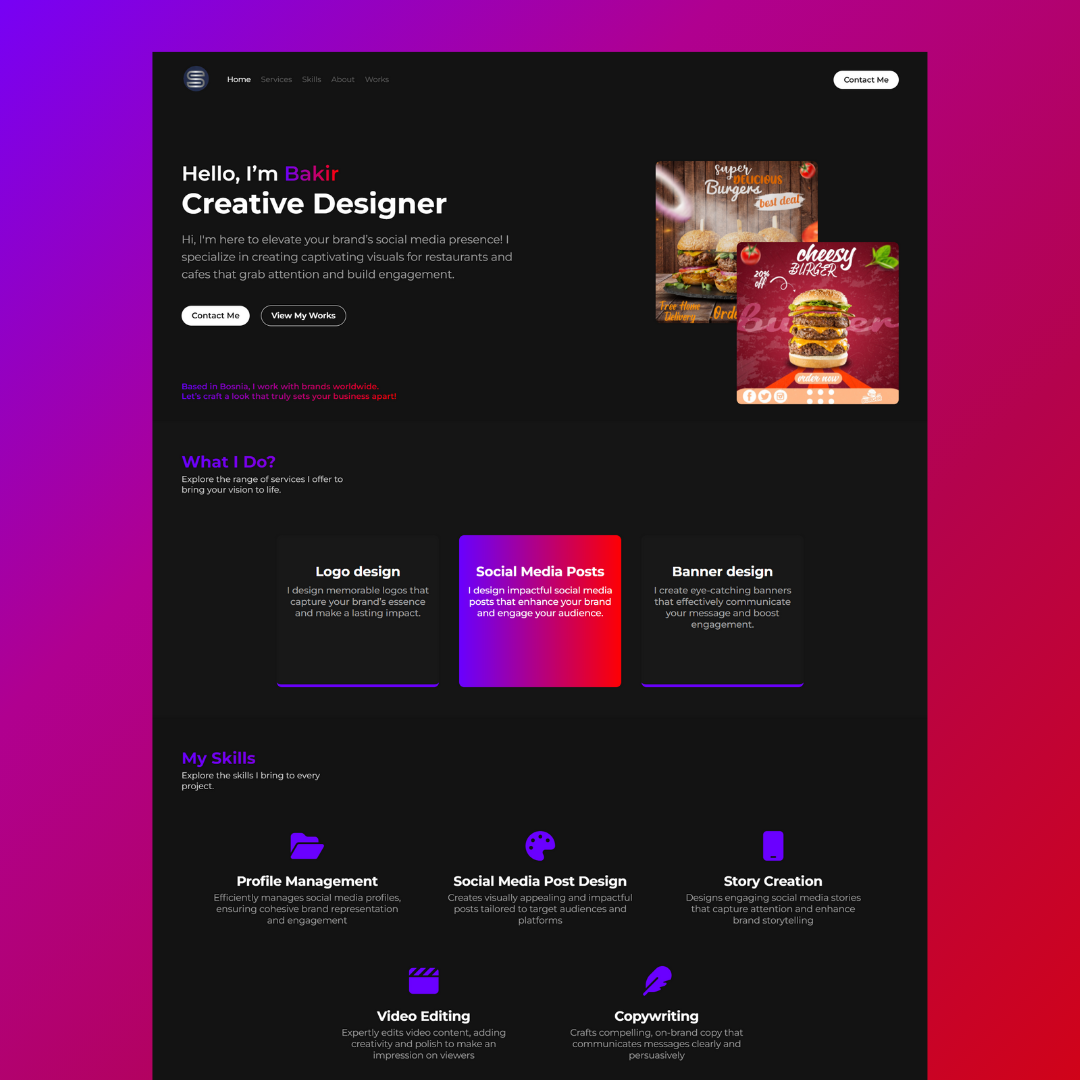 Home Services Skills About Works
Contact Me
Hello, I’m Bakir
Creative Designer
Hi, I'm here to elevate your brand’s social media presence! I
specialize in creating captivating visuals for restaurants and
cafes that grab attention and build engagement.
Contact Me
View My Works
Based in Bosnia, I work with brands worldwide.
Let’s craft a look that truly sets your business apart!
super
DELICIOUS
Burgers
best deal
Free Home
Delivery
Orde
cheesy
BURGER
20%
off
burger
order now
What I Do?
Explore the range of services I offer to
bring your vision to life.
Logo design
I design memorable logos that
capture your brand’s essence
and make a lasting impact.
Social Media Posts
I design impactful social media
posts that enhance your brand
and engage your audience.
Banner design
I create eye-catching banners
that effectively communicate
your message and boost
engagement.
My Skills
Explore the skills I bring to every
project.
Profile Management
Efficiently manages social media profiles,
ensuring cohesive brand representation
and engagement
Social Media Post Design
Creates visually appealing and impactful
posts tailored to target audiences and
platforms
Story Creation
Designs engaging social media stories
that capture attention and enhance
brand storytelling
Video Editing
Expertly edits video content, adding
creativity and polish to make an
impression on viewers
Copywriting
Crafts compelling, on-brand copy that
communicates messages clearly and
persuasively